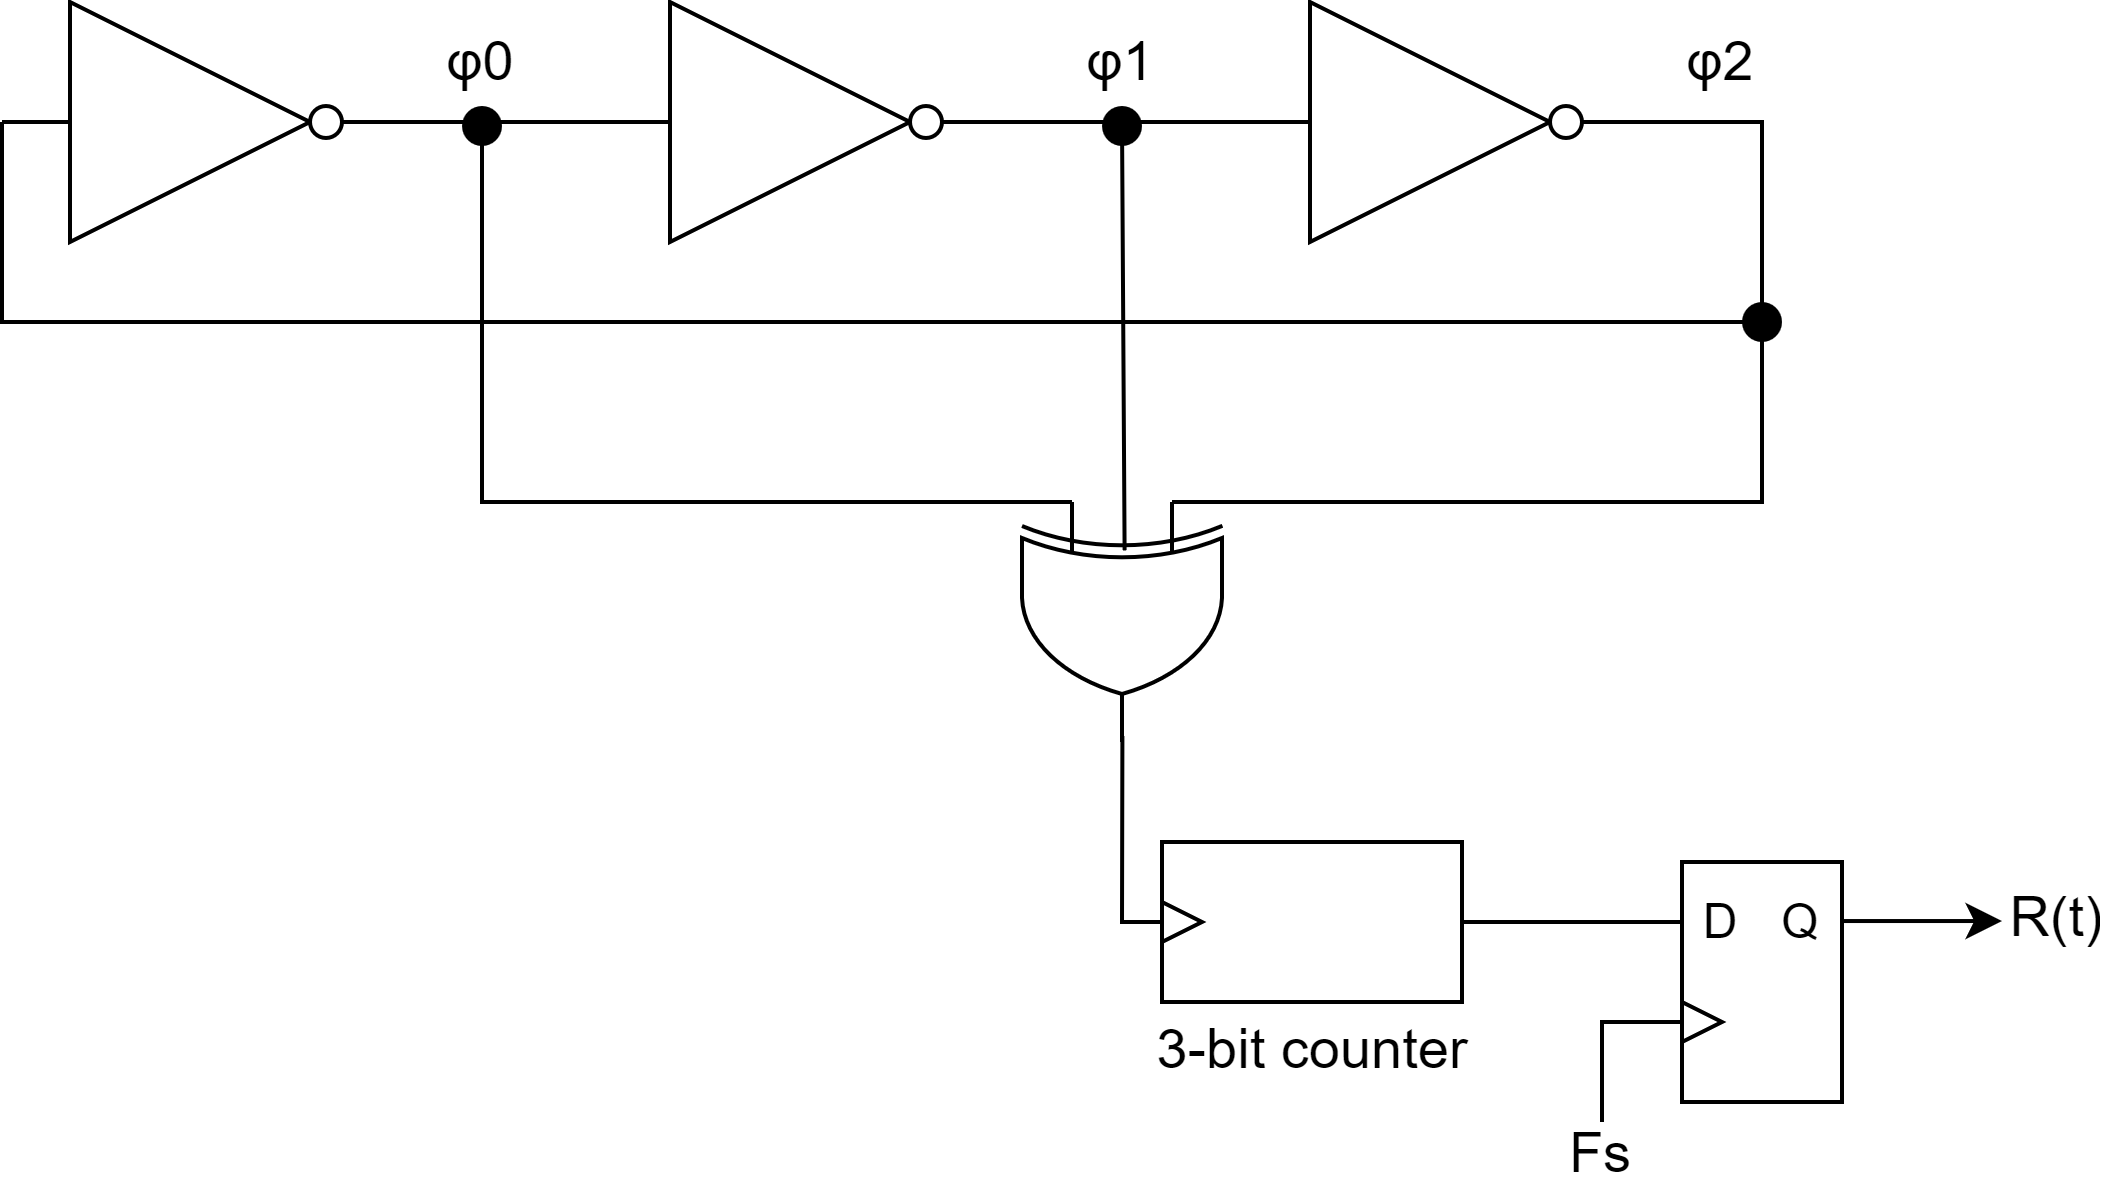 φ0
φ1
φ2
D
Q
R(t)
3-bit counter
Fs